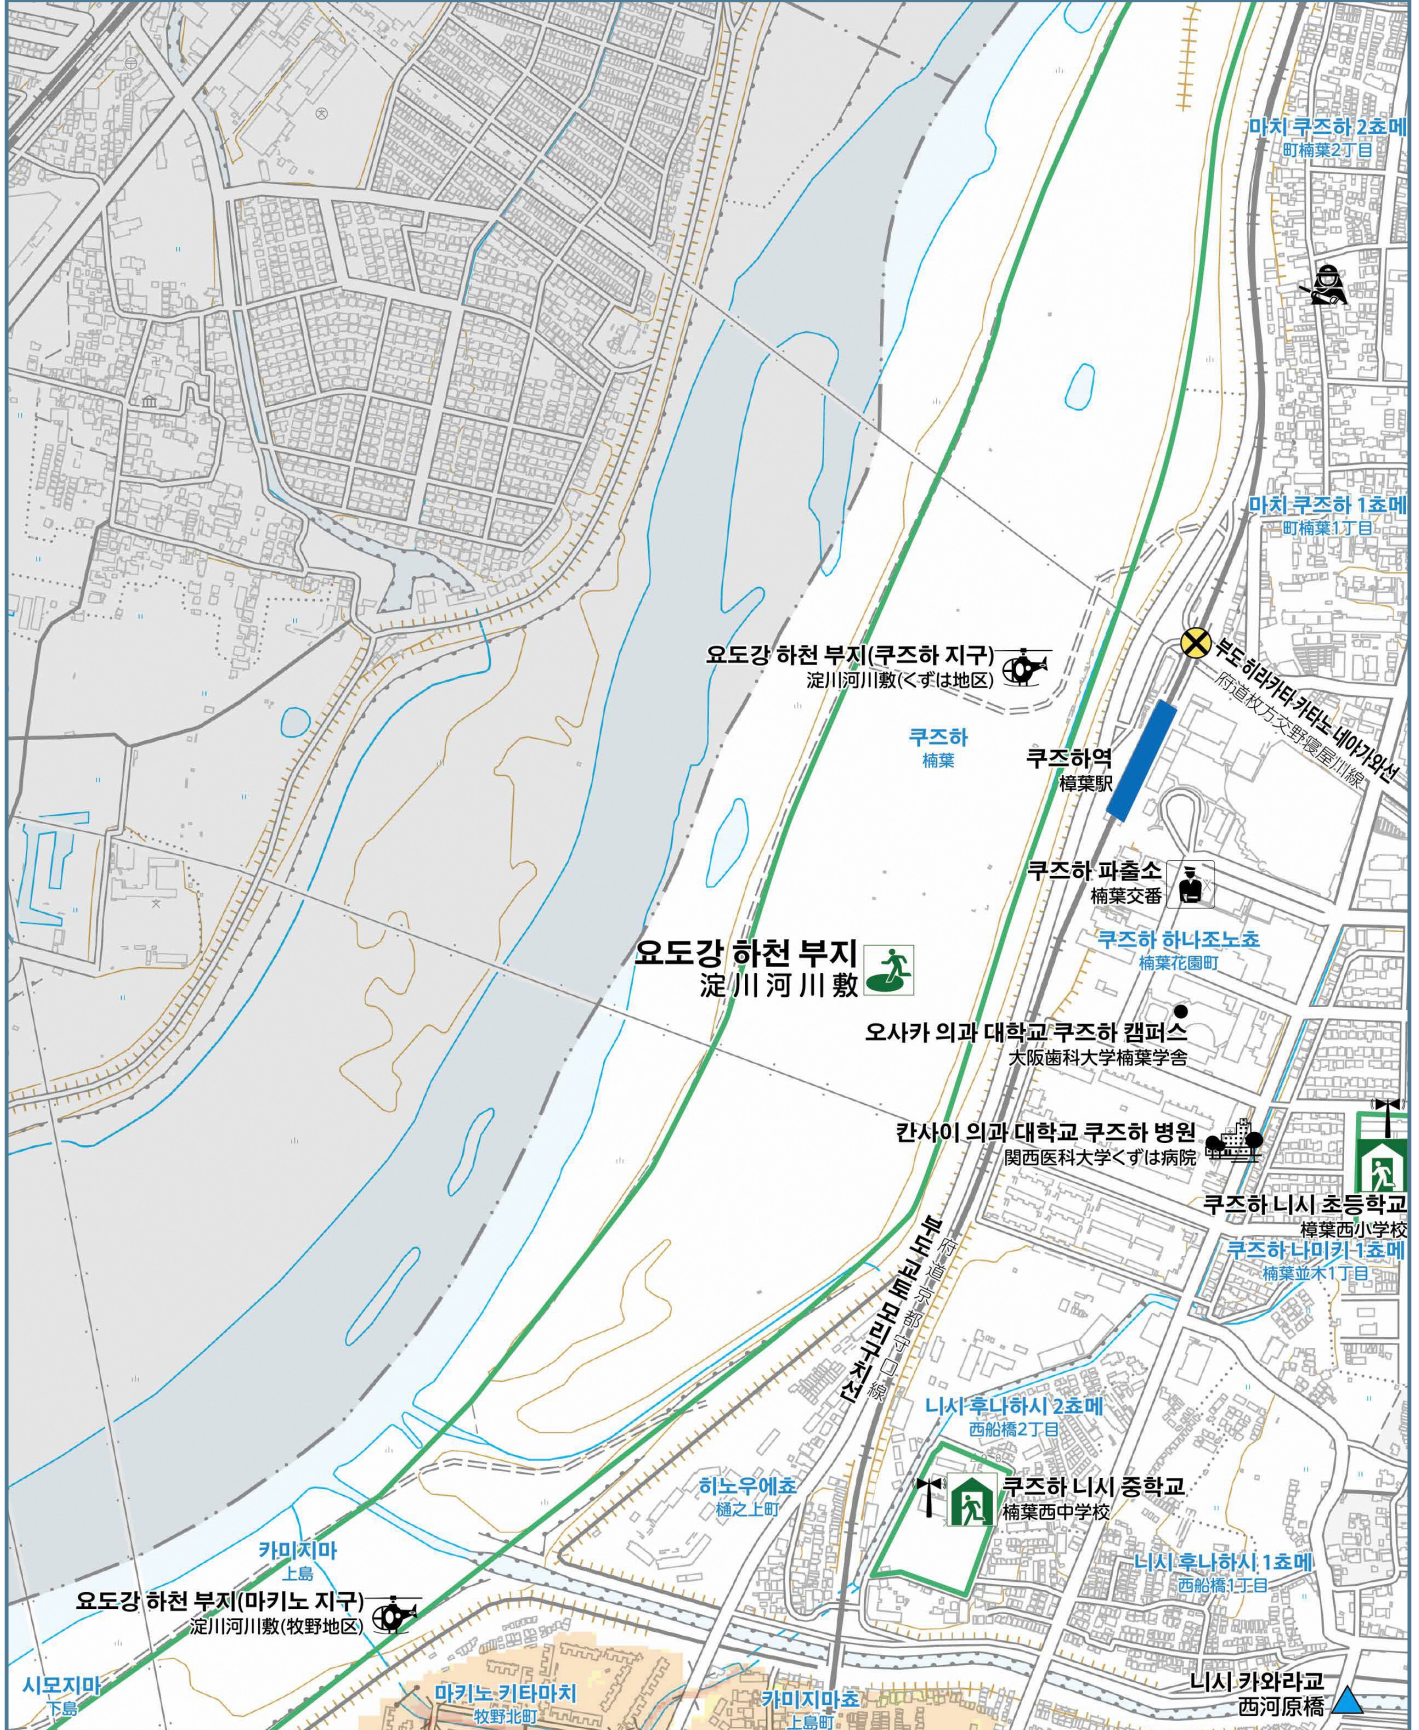 마치 쿠즈하 2쵸메
町楠葉2丁目
마치 쿠즈하 1쵸메
町楠葉1丁目
부도 히라카타 카타노 네야가와선
府道枚方交野寝屋川線
요도강 하천 부지(쿠즈하 지구)
淀川河川敷(くずは地区)
쿠즈하
楠葉
쿠즈하역
樟葉駅
쿠즈하 파출소
楠葉交番
쿠즈하 하나조노쵸
楠葉花園町
요도강 하천 부지
淀川河川敷
오사카 의과 대학교 쿠즈하 캠퍼스
大阪歯科大学楠葉学舎
칸사이 의과 대학교 쿠즈하 병원
関西医科大学くずは病院
쿠즈하 니시 초등학교
樟葉西小学校
쿠즈하 나미키 1쵸메
楠葉並木1丁目
부도 교토 모리구치선
府道京都守口線
니시 후나하시 2쵸메
西船橋2丁目
쿠즈하 니시 중학교
楠葉西中学校
히노우에쵸
樋之上町
니시 후나하시 1쵸메
西船橋1丁目
카미지마
上島
요도강 하천 부지(마키노 지구)
淀川河川敷(牧野地区)
시모지마
下島
마키노 키타마치
牧野北町
카미지마쵸
上島町
니시 카와라교
西河原橋